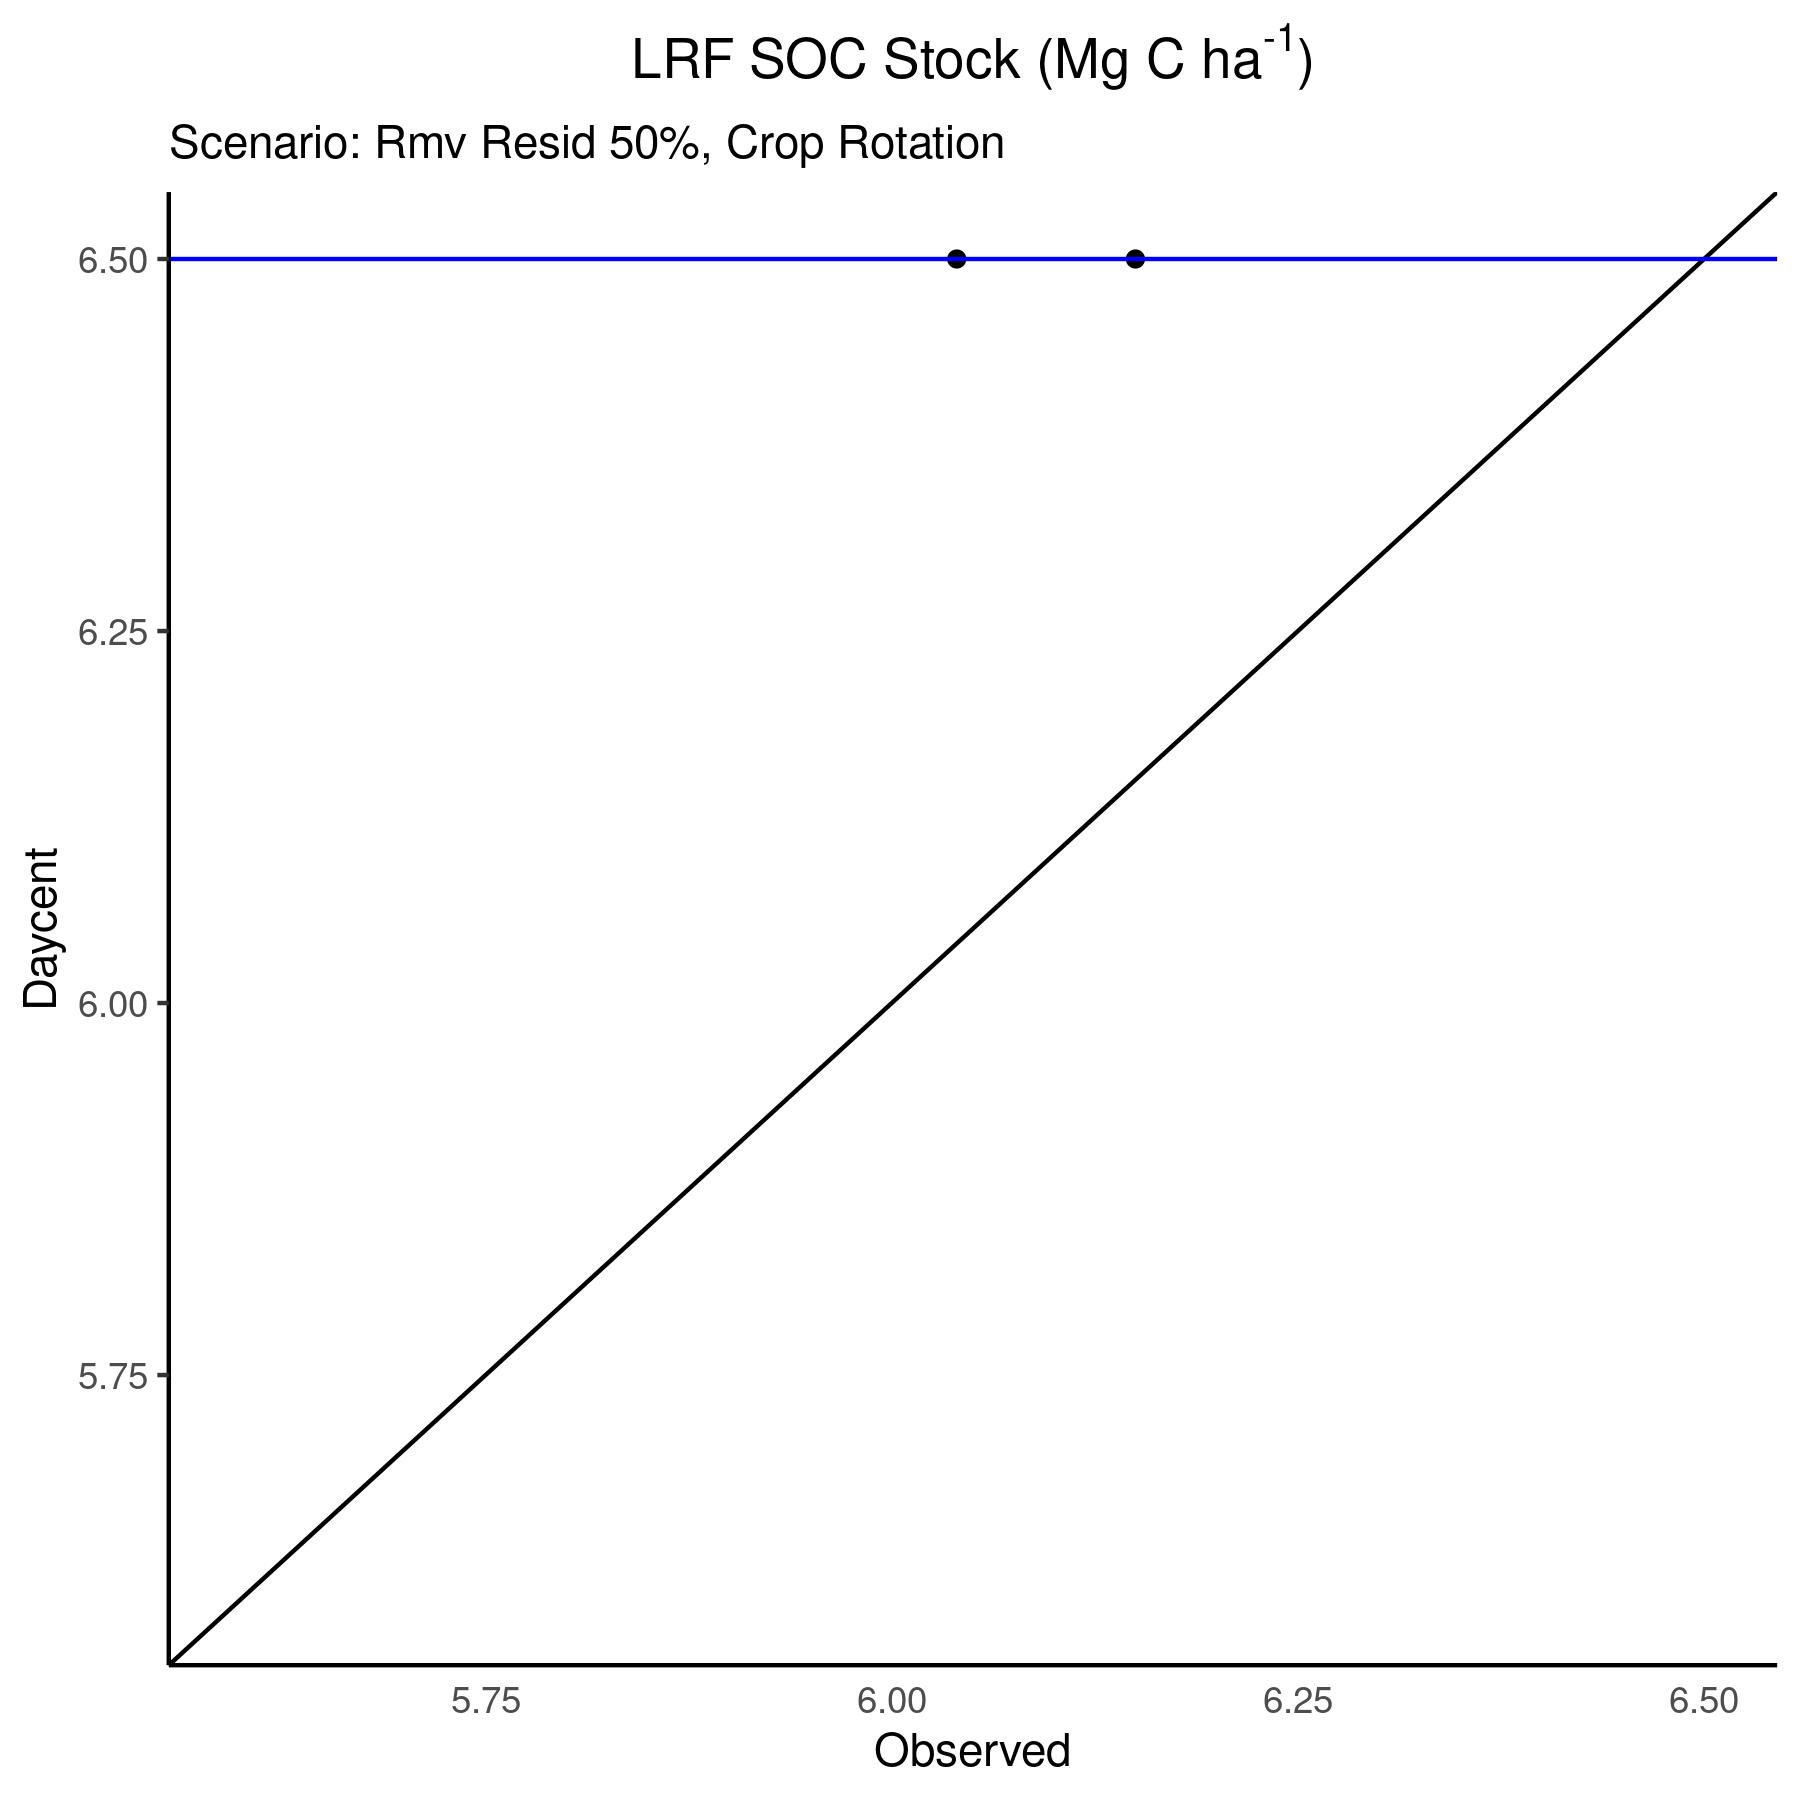 LRF SOC Stock (Mg C ha⁻¹)
Scenario: Rmv Resid 50%, Crop Rotation
6.50
6.25
6.00
5.75
Daycent
5.75 6.00 6.25 6.50
Observed